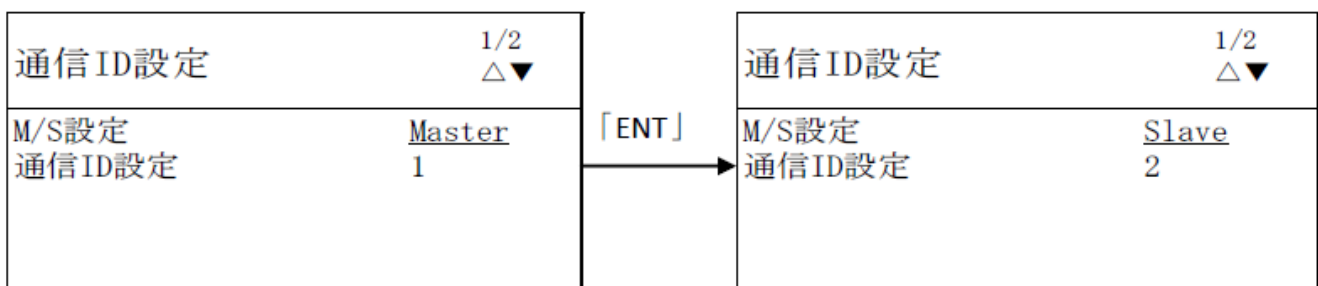 通信ID設定 1/2
△▼
M/S設定 Master
通信ID設定 1
「ENT」
通信ID設定 1/2
△▼
M/S設定 Slave
通信ID設定 2